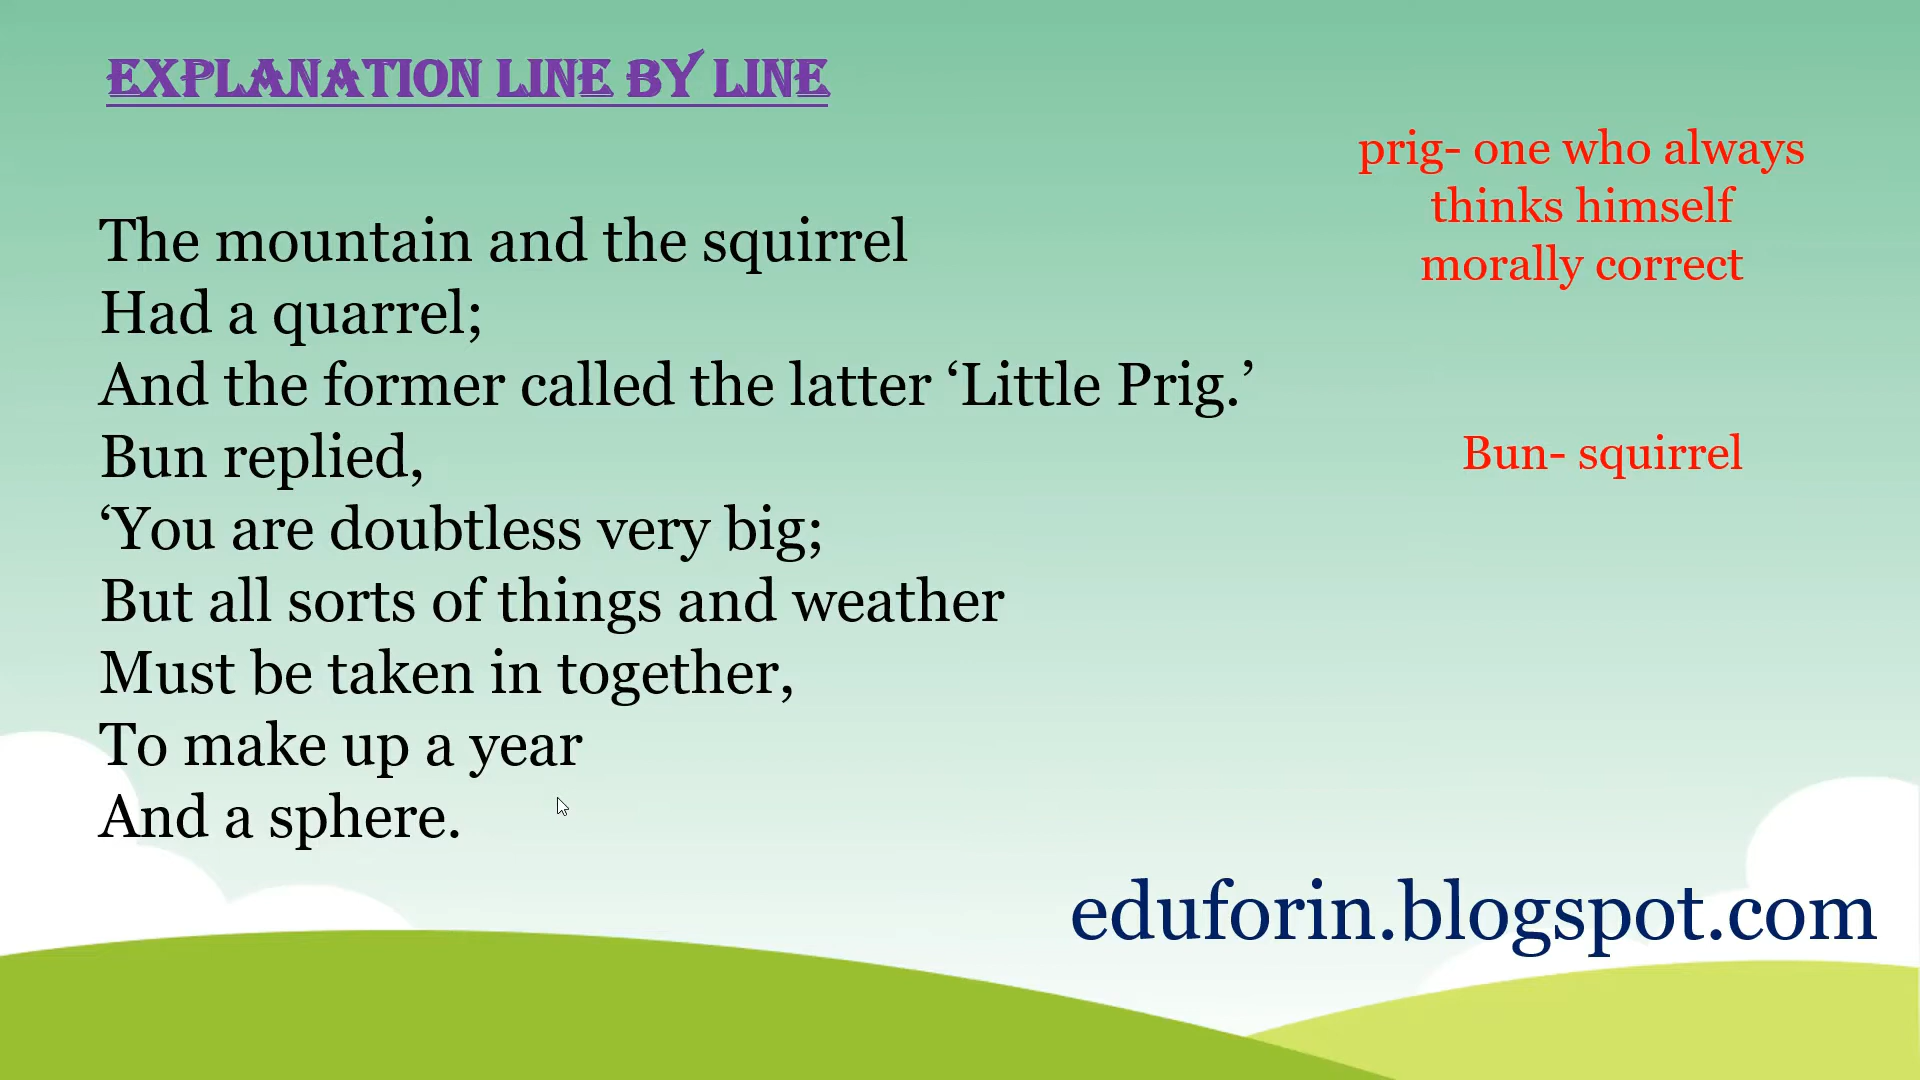 EXPLANATION LINE BY LINE
prig- one who always
thinks himself
morally correct
The mountain and the squirrel
Had a quarrel;
And the former called the latter ‘Little Prig.’
Bun replied,
Bun- squirrel
‘You are doubtless very big;
But all sorts of things and weather
Must be taken in together,
To make up a year
And a sphere.
eduforin.blogspot.com